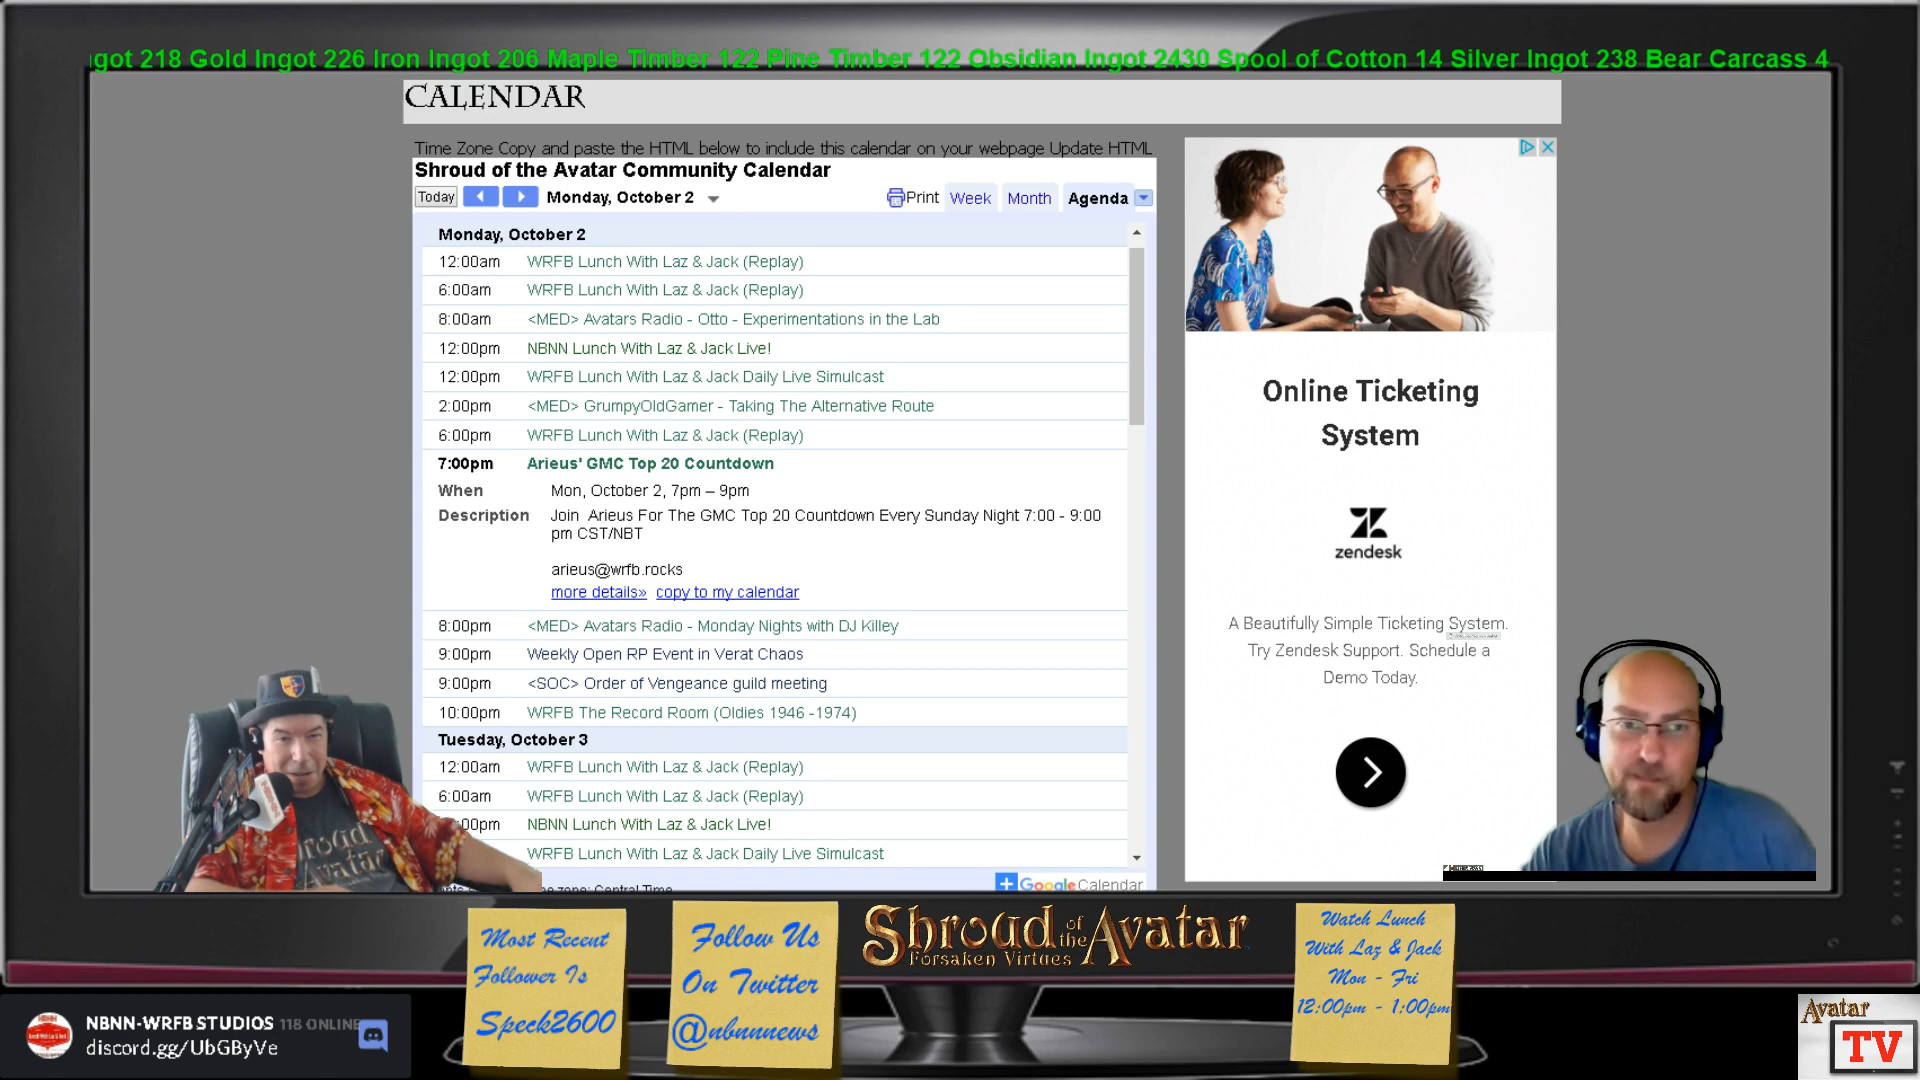 ngot 218 Gold Ingot 226 Iron Ingot 206 Maple Timber 122 Pine Timber 122 Obsidian Ingot 2430 Spool of Cotton 14 Silver Ingot 238 Bear Carcass 4
CALENDAR
Time Zone Copy and paste the HTML below to include this calendar on your webpage Update HTML
Shroud of the Avatar Community Calendar
Today Monday, October 2 Print Week Month Agenda
Monday, October 2
12:00am WRFB Lunch With Laz & Jack (Replay)
6:00am WRFB Lunch With Laz & Jack (Replay)
8:00am <MED> Avatars Radio - Otto - Experimentations in the Lab
12:00pm NBNN Lunch With Laz & Jack Live!
12:00pm WRFB Lunch With Laz & Jack Daily Live Simulcast
2:00pm <MED> GrumpyOldGamer - Taking The Alternative Route
6:00pm WRFB Lunch With Laz & Jack (Replay)
7:00pm Arieus' GMC Top 20 Countdown
When Mon, October 2, 7pm – 9pm
Description Join Arieus For The GMC Top 20 Countdown Every Sunday Night 7:00 - 9:00
pm CST/NBT
arieus@wrfb.rocks
more details» copy to my calendar
8:00pm <MED> Avatars Radio - Monday Nights with DJ Killey
9:00pm Weekly Open RP Event in Verat Chaos
9:00pm <SOC> Order of Vengeance guild meeting
10:00pm WRFB The Record Room (Oldies 1946 -1974)
Tuesday, October 3
12:00am WRFB Lunch With Laz & Jack (Replay)
6:00am WRFB Lunch With Laz & Jack (Replay)
:00pm NBNN Lunch With Laz & Jack Live!
WRFB Lunch With Laz & Jack Daily Live Simulcast
zone: Central Time
Google Calendar
Online Ticketing
System
zendesk
A Beautifully Simple Ticketing System.
Try Zendesk Support. Schedule a
Demo Today.
Shroud
Avatar
Most Recent
Follower Is
Speck2600
Follow Us
On Twitter
@nbnnnews
Shroud of the Avatar
Forsaken Virtues
Watch Lunch
With Laz & Jack
Mon - Fri
12:00pm - 1:00pm
NBNN-WRFB STUDIOS 118 ONLINE
discord.gg/UbGByVe
Avatar
TV